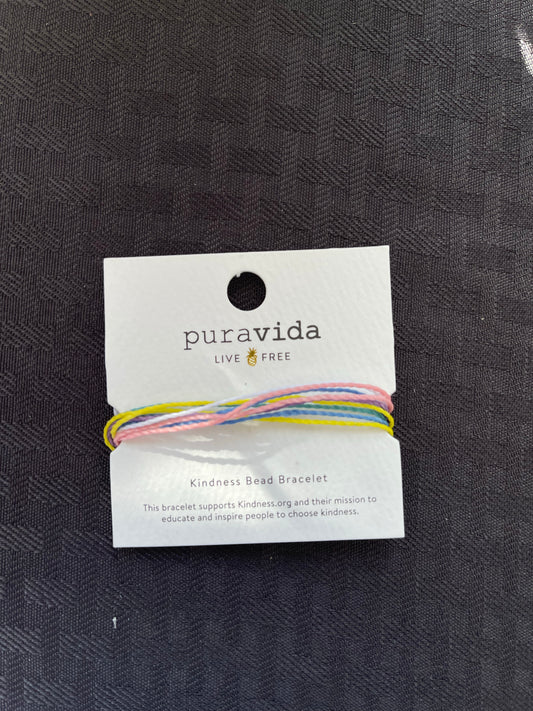 puravida
LIVE FREE
Kindness Bead Bracelet
This bracelet supports Kindness.org and their mission to
educate and inspire people to choose kindness.